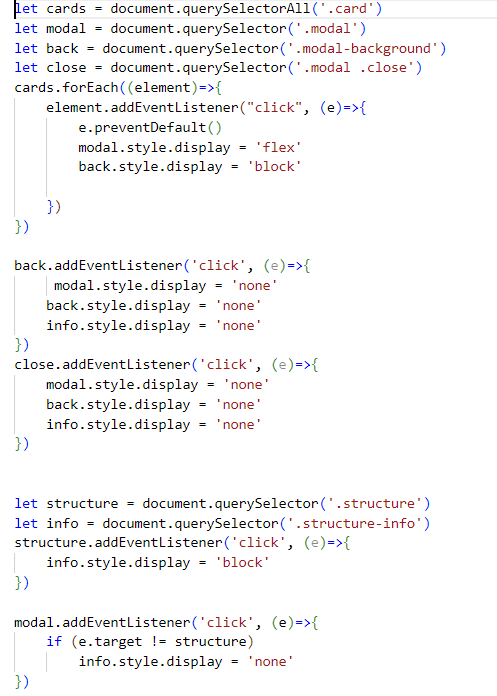 let cards = document.querySelectorAll('.card')
let modal = document.querySelector('.modal')
let back = document.querySelector('.modal-background')
let close = document.querySelector('.modal .close')
cards.forEach((element)=>{
    element.addEventListener("click", (e)=>{
        e.preventDefault()
        modal.style.display = 'flex'
        back.style.display = 'block'

    })
})

back.addEventListener('click', (e)=>{
     modal.style.display = 'none'
    back.style.display = 'none'
    info.style.display = 'none'
})
close.addEventListener('click', (e)=>{
    modal.style.display = 'none'
    back.style.display = 'none'
    info.style.display = 'none'
})


let structure = document.querySelector('.structure')
let info = document.querySelector('.structure-info')
structure.addEventListener('click', (e)=>{
    info.style.display = 'block'
})

modal.addEventListener('click', (e)=>{
    if (e.target != structure)
        info.style.display = 'none'
})